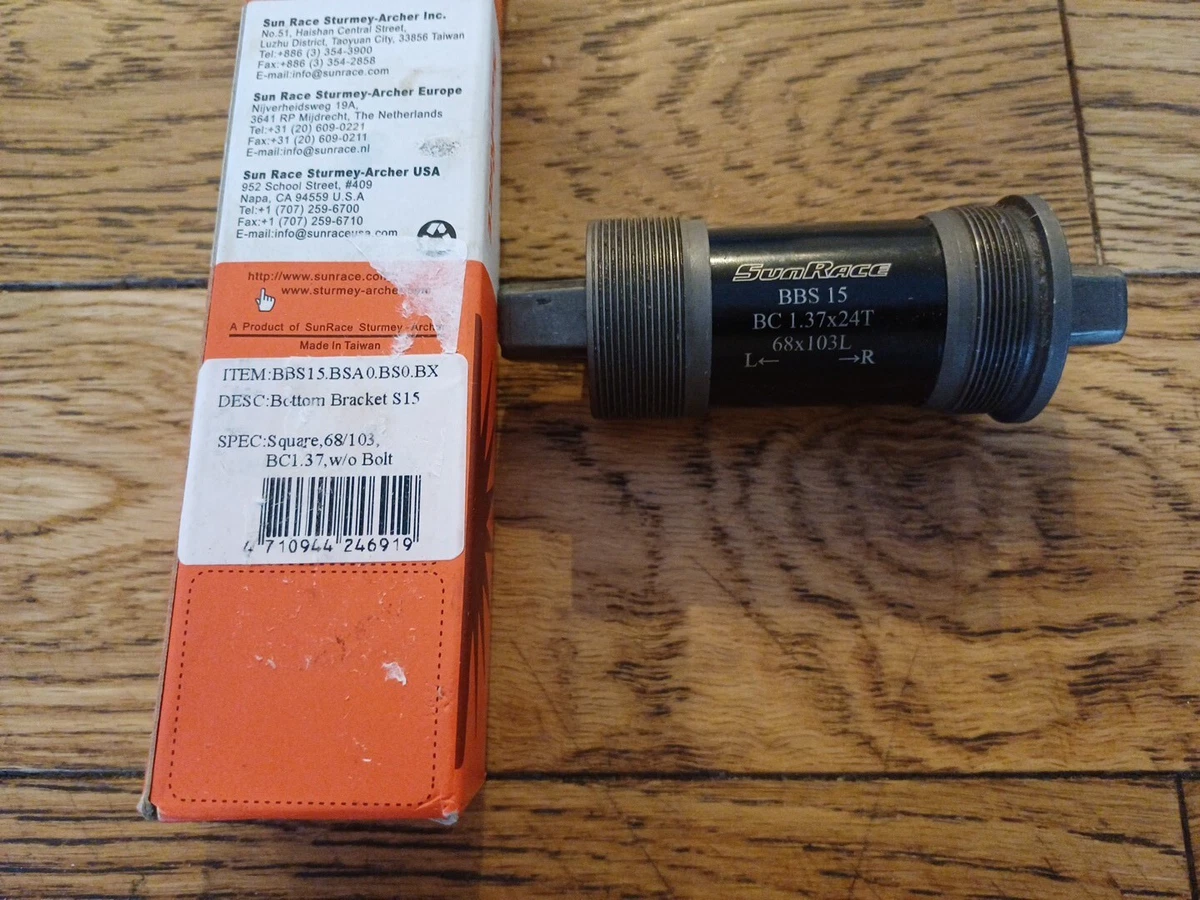 Sun Race Sturmey-Archer Inc.
No.51, Haishan Central Street,
Luzhu District, Taoyuan City, 33856 Taiwan
Tel:+886 (3) 354-3900
Fax:+886 (3) 354-2858
E-mail:info@sunrace.com
Sun Race Sturmey-Archer Europe
Nijverheidsweg 19A,
3641 RP Mijdrecht, The Netherlands
Tel:+31 (20) 609-0221
Fax:+31 (20) 609-0211
E-mail:info@sunrace.nl
Sun Race Sturmey-Archer USA
952 School Street, #409
Napa, CA 94559 U.S.A
Tel:+1 (707) 259-6700
Fax:+1 (707) 259-6710
E-mail:info@sunraceusa.com
http://www.sunrace.com
www.sturmey-archer.com
A Product of SunRace Sturmey-Archer
Made In Taiwan
ITEM:BBS15.BSA0.BS0.BX
DESC:Bottom Bracket S15
SPEC:Square,68/103,
BC1.37,w/o Bolt
4 710944 246919
SUNRACE
BBS 15
BC 1.37x24T
68x103L
L← →R